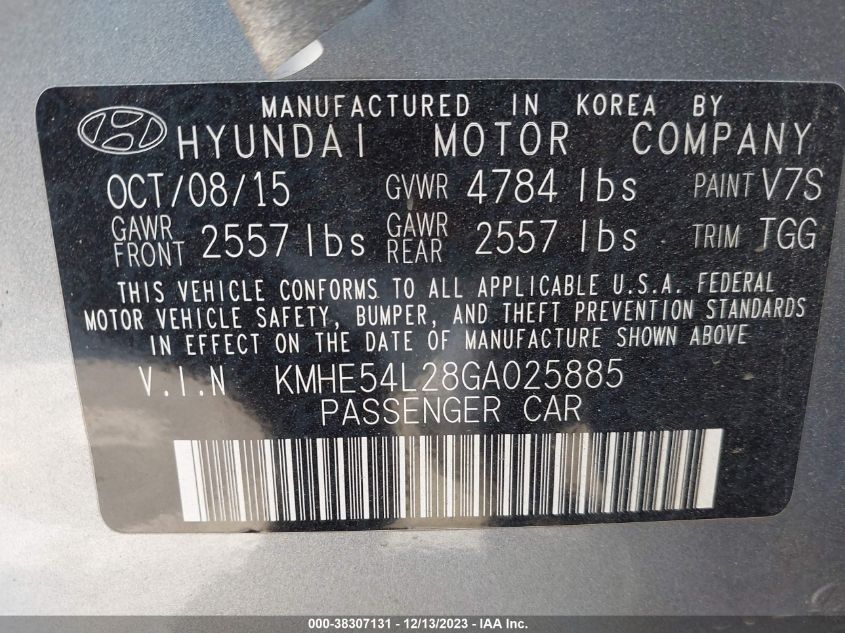 MANUFACTURED IN KOREA BY
HYUNDAI MOTOR COMPANY
OCT/08/15 GVWR 4784 lbs PAINT V7S
GAWR FRONT 2557 lbs GAWR REAR 2557 lbs TRIM TGG
THIS VEHICLE CONFORMS TO ALL APPLICABLE U.S.A. FEDERAL
MOTOR VEHICLE SAFETY, BUMPER, AND THEFT PREVENTION STANDARDS
IN EFFECT ON THE DATE OF MANUFACTURE SHOWN ABOVE
V.I.N KMHE54L28GA025885
PASSENGER CAR
000-38307131 - 12/13/2023 - IAA Inc.